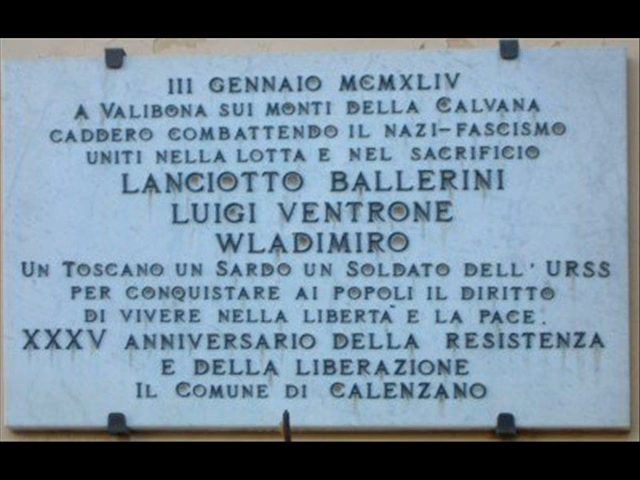 III GENNAIO MCMXLIV
A VALIBONA SUI MONTI DELLA CALVANA
CADDERO COMBATTENDO IL NAZI-FASCISMO
UNITI NELLA LOTTA E NEL SACRIFICIO
LANCIOTTO BALLERINI
LUIGI VENTRONE
WLADIMIRO
UN TOSCANO UN SARDO UN SOLDATO DELL' URSS
PER CONQUISTARE AI POPOLI IL DIRITTO
DI VIVERE NELLA LIBERTA' E LA PACE.
XXXV ANNIVERSARIO DELLA RESISTENZA
E DELLA LIBERAZIONE
IL COMUNE DI CALENZANO